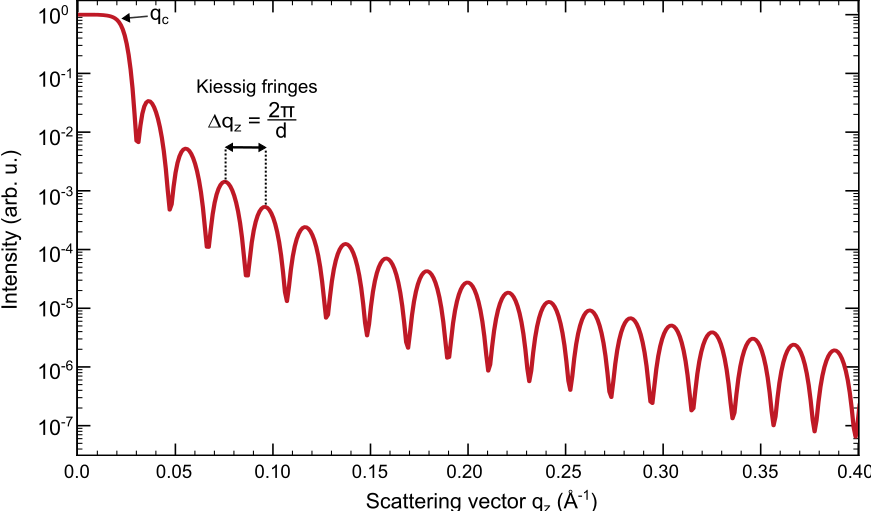 10⁰
10⁻¹
10⁻²
10⁻³
10⁻⁴
10⁻⁵
10⁻⁶
10⁻⁷
Intensity (arb. u.)
q_c
Kiessig fringes
Δq_z = 2π/d
0.0 0.05 0.10 0.15 0.20 0.25 0.30 0.35 0.40
Scattering vector q_z (Å⁻¹)